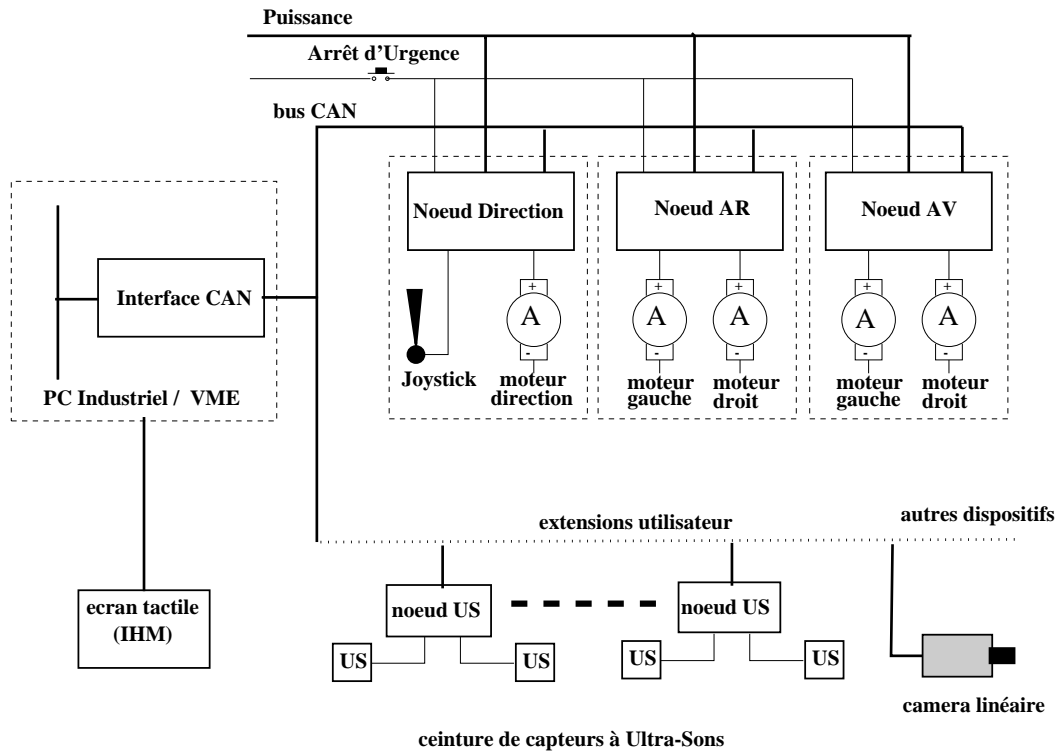 Puissance
Arrêt d'Urgence
bus CAN
Noeud Direction
Noeud AR
Noeud AV
Interface CAN
+
+
+
+
+
A
A
A
A
A
-
-
-
-
-
Joystick
moteur
direction
moteur
gauche
moteur
droit
moteur
gauche
moteur
droit
PC Industriel / VME
extensions utilisateur
autres dispositifs
ecran tactile
(IHM)
noeud US
noeud US
US
US
US
US
camera linéaire
ceinture de capteurs à Ultra-Sons